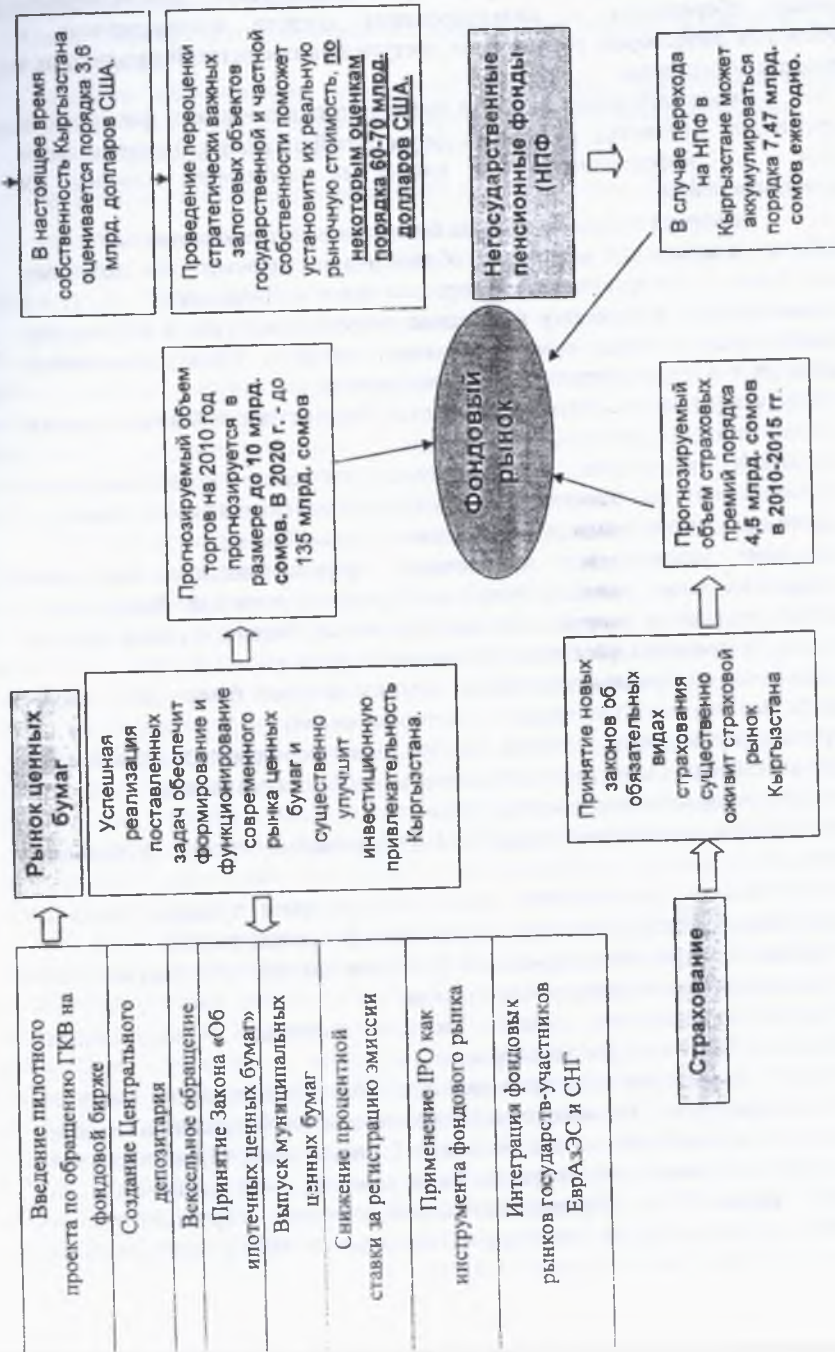 Введение пилотного
проекта по обращению ГКВ на
фондовой бирже
Создание Центрального
депозитария
Вексельное обращение
Принятие Закона «Об
ипотечных ценных бумаг»
Выпуск муниципальных
ценных бумаг
Снижение процентной
ставки за регистрацию эмиссии
Применение IPO как
инструмента фондового рынка
Интеграция фондовых
рынков государств-участников
ЕврАзЭС и СНГ
Рынок ценных
бумаг
Успешная
реализация
поставленных
задач обеспечит
формирование и
функционирование
современного
рынка ценных
бумаг и
существенно
улучшит
инвестиционную
привлекательность
Кыргызстана.
Прогнозируемый объем
торгов на 2010 год
прогнозируется в
размере до 10 млрд.
сомов. В 2020 г. - до
135 млрд. сомов
В настоящее время
собственность Кыргызстана
оценивается порядка 3,6
млрд. долларов США.
Проведение переоценки
стратегически важных
залоговых объектов
государственной и частной
собственности поможет
установить их реальную
рыночную стоимость, по
некоторым оценкам
порядка 60-70 млрд.
долларов США.
Фондовый
рынок
Негосударственные
пенсионные фонды
(НПФ
В случае перехода
на НПФ в
Кыргызстане может
аккумулироваться
порядка 7,47 млрд.
сомов ежегодно.
Страхование
Принятие новых
законов об
обязательных
видах
страхования
существенно
оживит страховой
рынок
Кыргызстана
Прогнозируемый
объем страховых
премий порядка
4,5 млрд. сомов
в 2010-2015 гг.